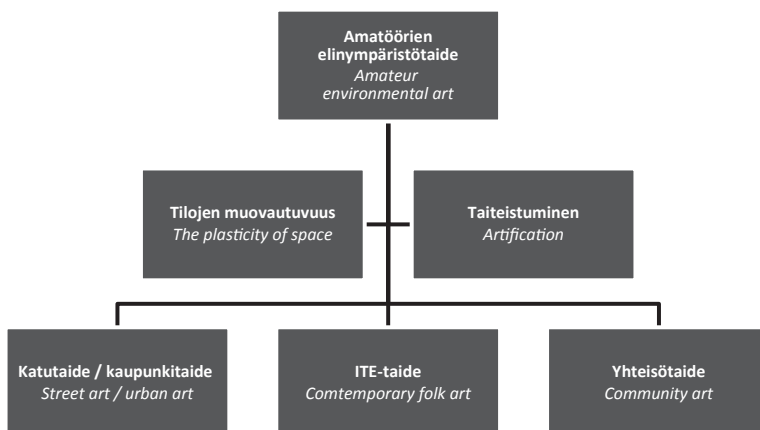 Amatöörien
elinympäristötaide
Amateur
environmental art
Tilojen muovautuvuus
The plasticity of space
Taiteistuminen
Artification
Katutaide / kaupunkitaide
Street art / urban art
ITE-taide
Comtemporary folk art
Yhteisötaide
Community art